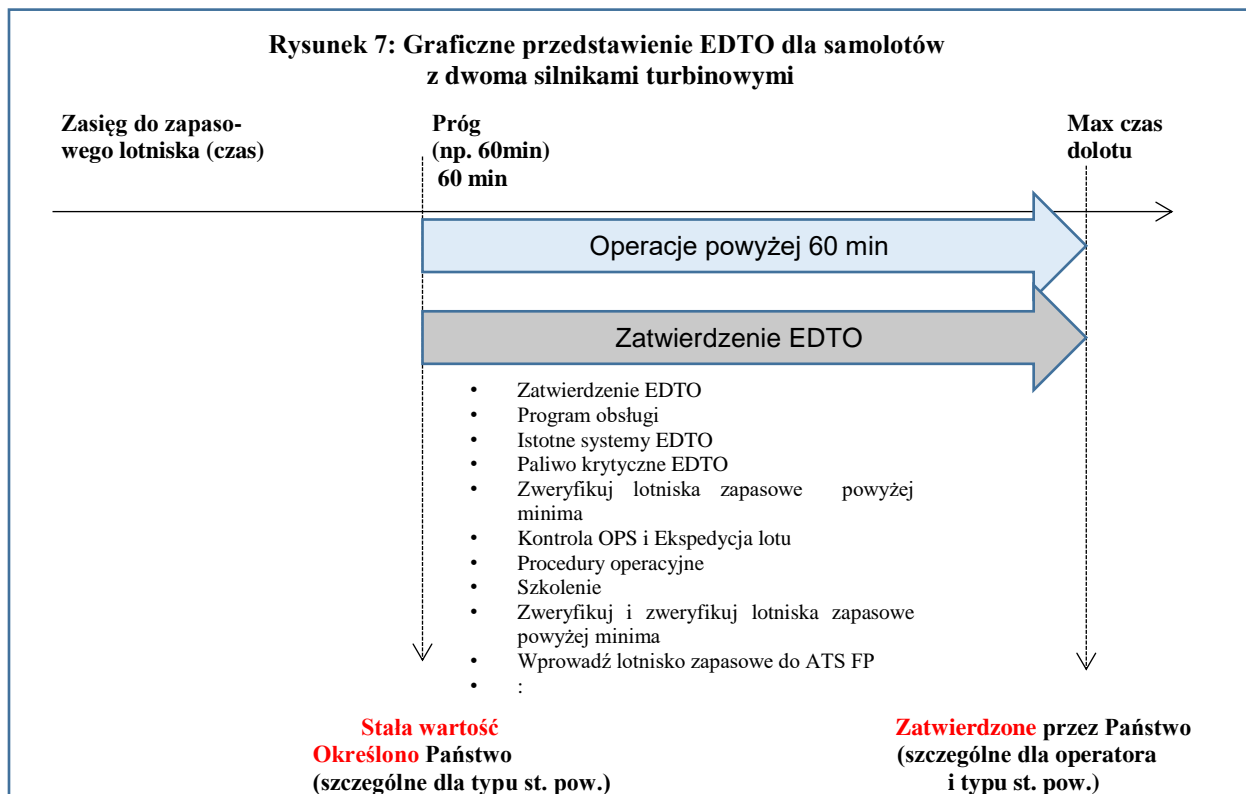 Rysunek 7: Graficzne przedstawienie EDTO dla samolotów
z dwoma silnikami turbinowymi
Zasięg do zapaso-
wego lotniska (czas)
Próg
(np. 60min)
60 min
Max czas
dolotu
Operacje powyżej 60 min
Zatwierdzenie EDTO
• Zatwierdzenie EDTO
• Program obsługi
• Istotne systemy EDTO
• Paliwo krytyczne EDTO
• Zweryfikuj lotniska zapasowe powyżej
minima
• Kontrola OPS i Ekspedycja lotu
• Procedury operacyjne
• Szkolenie
• Zweryfikuj i zweryfikuj lotniska zapasowe
powyżej minima
• Wprowadź lotnisko zapasowe do ATS FP
• :
Stała wartość
Określono Państwo
(szczególne dla typu st. pow.)
Zatwierdzone przez Państwo
(szczególne dla operatora
i typu st. pow.)